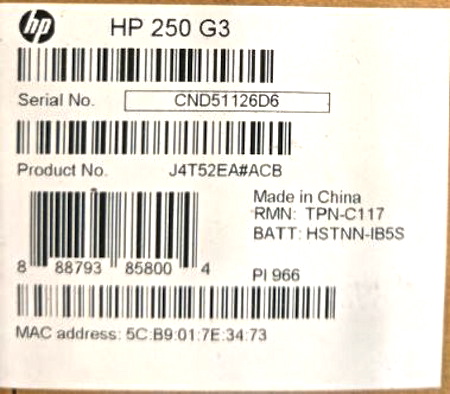 hp HP 250 G3
Serial No. CND51126D6
Product No. J4T52EA#ACB
Made in China
RMN: TPN-C117
BATT: HSTNN-IB5S
8 88793 85800 4
PI 966
MAC address: 5C:B9:01:7E:34:73